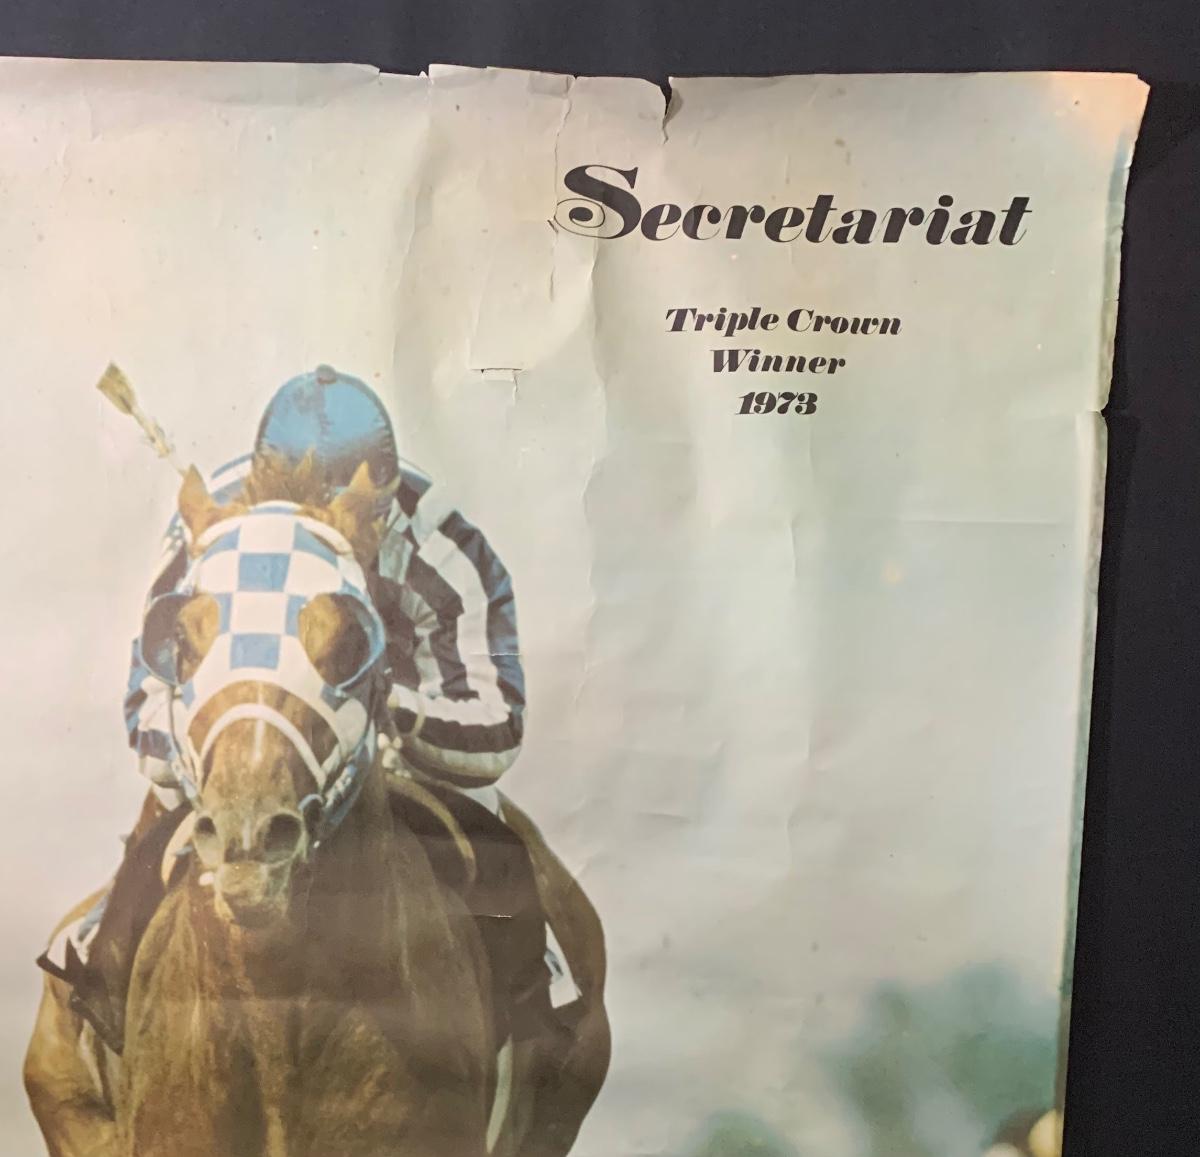 Secretariat
Triple Crown
Winner
1973